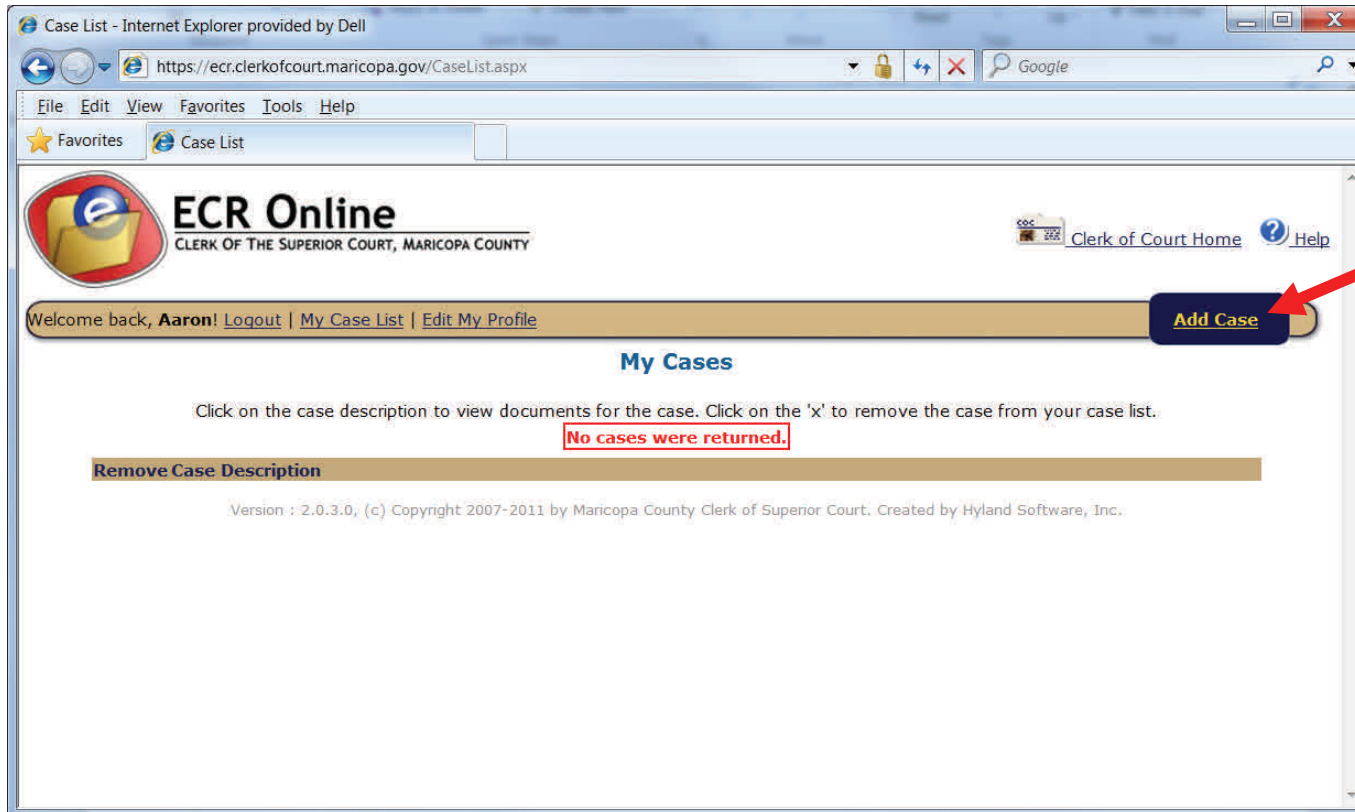 Case List - Internet Explorer provided by Dell
https://ecr.clerkofcourt.maricopa.gov/CaseList.aspx
Google
File Edit View Favorites Tools Help
Favorites Case List
e
ECR Online
CLERK OF THE SUPERIOR COURT, MARICOPA COUNTY
coc
Clerk of Court Home
? Help
Welcome back, Aaron! Logout | My Case List | Edit My Profile
Add Case
My Cases
Click on the case description to view documents for the case. Click on the 'x' to remove the case from your case list.
No cases were returned.
Remove Case Description
Version : 2.0.3.0, (c) Copyright 2007-2011 by Maricopa County Clerk of Superior Court. Created by Hyland Software, Inc.